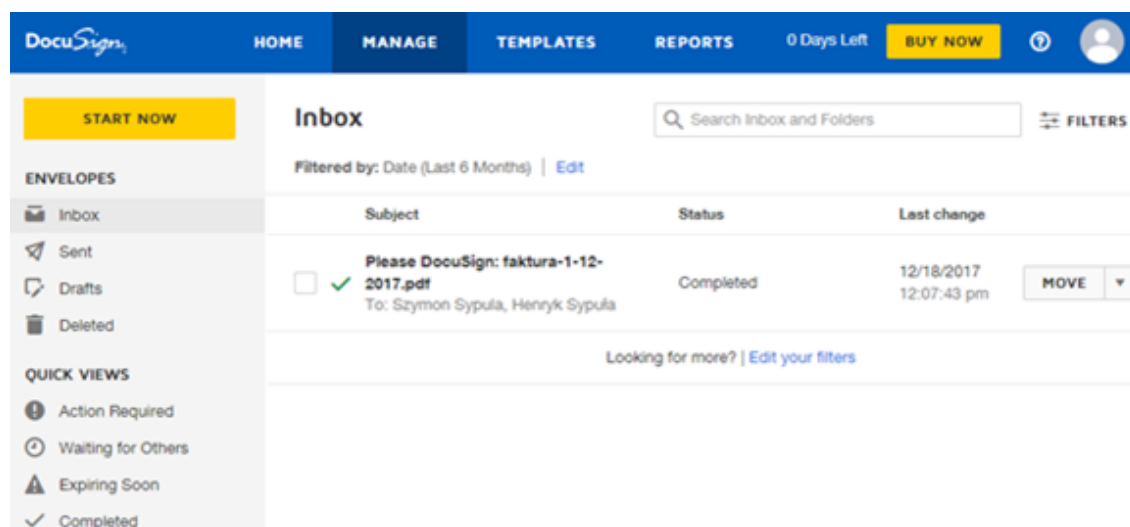 DocuSign HOME MANAGE TEMPLATES REPORTS 0 Days Left BUY NOW
START NOW
ENVELOPES
Inbox
Sent
Drafts
Deleted
QUICK VIEWS
Action Required
Waiting for Others
Expiring Soon
Completed
Inbox
Search Inbox and Folders
FILTERS
Filtered by: Date (Last 6 Months) | Edit
Subject Status Last change
Please DocuSign: faktura-1-12-
2017.pdf
To: Szymon Sypula, Henryk Sypuła
Completed
12/18/2017
12:07:43 pm
MOVE
Looking for more? | Edit your filters